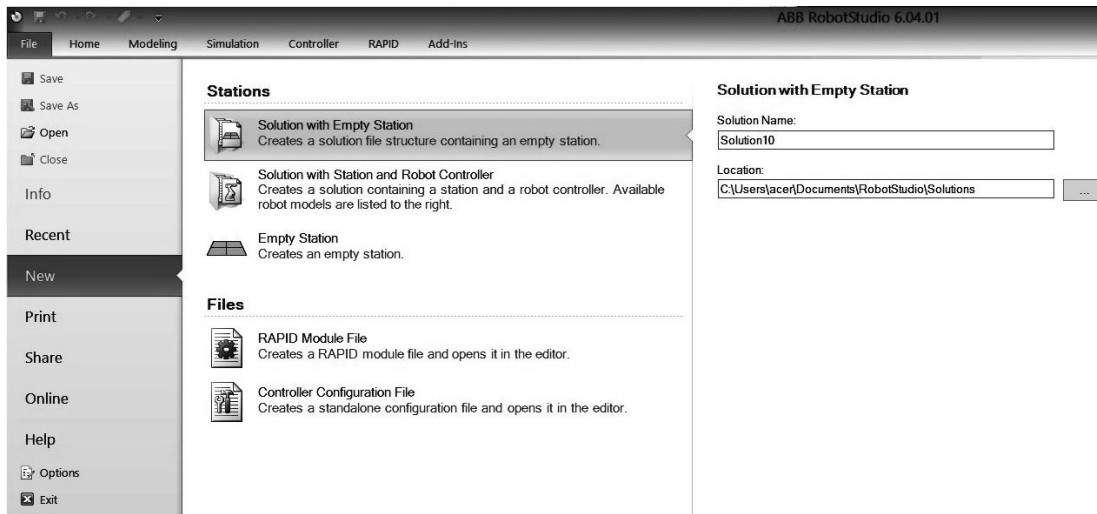 ABB RobotStudio 6.04.01
File Home Modeling Simulation Controller RAPID Add-Ins
Save
Save As
Open
Close
Info
Recent
New
Print
Share
Online
Help
Options
Exit
Stations
Solution with Empty Station
Creates a solution file structure containing an empty station.
Solution with Station and Robot Controller
Creates a solution containing a station and a robot controller. Available
robot models are listed to the right.
Empty Station
Creates an empty station.
Files
RAPID Module File
Creates a RAPID module file and opens it in the editor.
Controller Configuration File
Creates a standalone configuration file and opens it in the editor.
Solution with Empty Station
Solution Name:
Solution10
Location:
C:\Users\acer\Documents\RobotStudio\Solutions
...